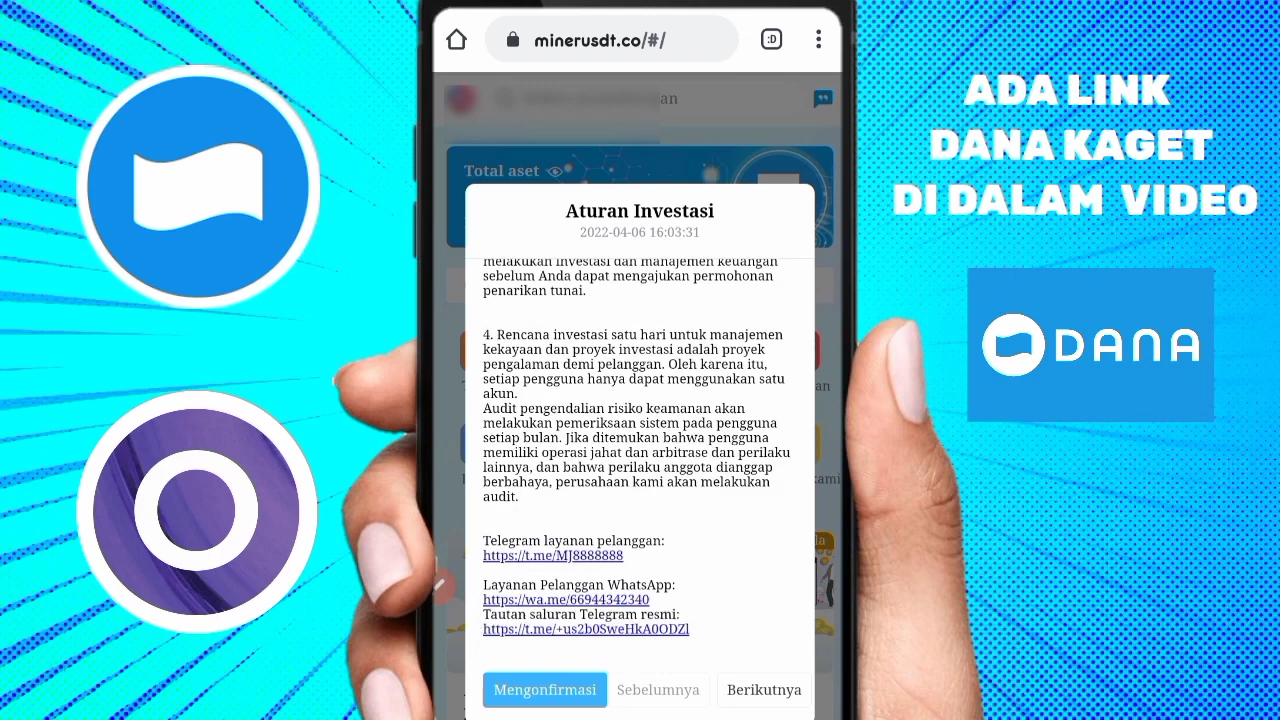 minerusdt.co/#/
:D
an
Total aset
Aturan Investasi
2022-04-06 16:03:31
melakukan investasi dan manajemen keuangan
sebelum Anda dapat mengajukan permohonan
penarikan tunai.
4. Rencana investasi satu hari untuk manajemen
kekayaan dan proyek investasi adalah proyek
pengalaman demi pelanggan. Oleh karena itu,
setiap pengguna hanya dapat menggunakan satu
akun.
Audit pengendalian risiko keamanan akan
melakukan pemeriksaan sistem pada pengguna
setiap bulan. Jika ditemukan bahwa pengguna
memiliki operasi jahat dan arbitrase dan perilaku
lainnya, dan bahwa perilaku anggota dianggap
berbahaya, perusahaan kami akan melakukan
audit.
Telegram layanan pelanggan:
https://t.me/MJ8888888
Layanan Pelanggan WhatsApp:
https://wa.me/66944342340
Tautan saluran Telegram resmi:
https://t.me/+us2b0SweHkA0ODZl
Mengonfirmasi
Sebelumnya
Berikutnya
ADA LINK
DANA KAGET
DI DALAM VIDEO
DANA